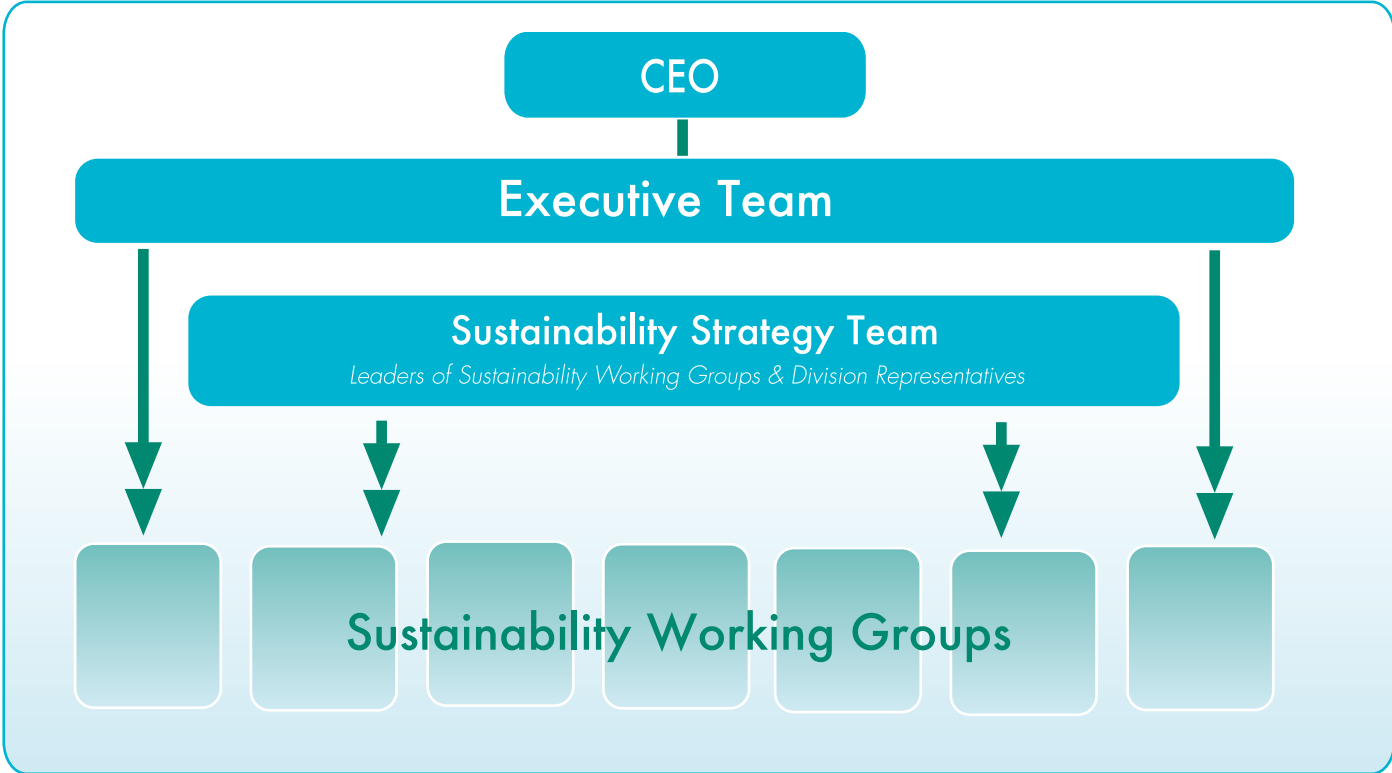 CEO
Executive Team
Sustainability Strategy Team
Leaders of Sustainability Working Groups & Division Representatives
Sustainability Working Groups